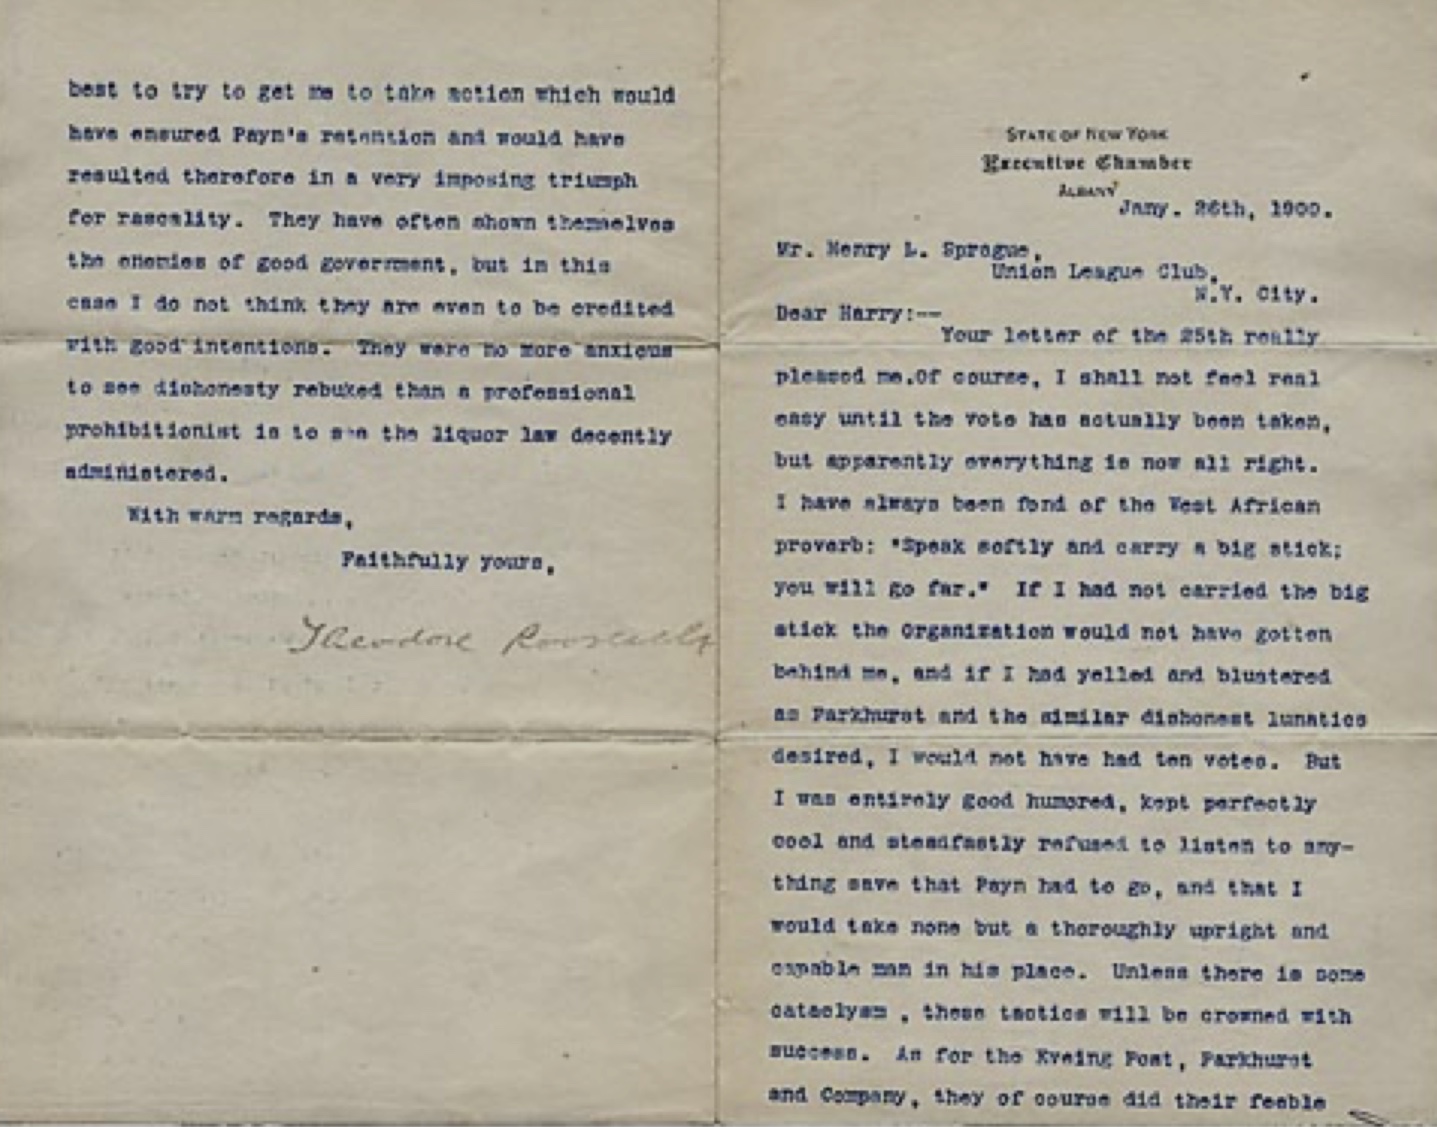 STATE OF NEW YORK
Executive Chamber
ALBANY
Jany. 26th, 1900.
Mr. Henry L. Sprague,
Union League Club,
N.Y. City.
Dear Harry:--
Your letter of the 25th really
pleased me.Of course, I shall not feel real
easy until the vote has actually been taken,
but apparently everything is now all right.
I have always been fond of the West African
proverb: "Speak softly and carry a big stick;
you will go far." If I had not carried the big
stick the Organization would not have gotten
behind me, and if I had yelled and blustered
as Parkhurst and the similar dishonest lunatics
desired, I would not have had ten votes. But
I was entirely good humored, kept perfectly
cool and steadfastly refused to listen to any-
thing save that Payn had to go, and that I
would take none but a thoroughly upright and
capable man in his place. Unless there is some
cataclysm , these tactics will be crowned with
success. As for the Eveing Post, Parkhurst
and Company, they of course did their feeble
best to try to get me to take action which would
have ensured Payn's retention and would have
resulted therefore in a very imposing triumph
for rascality. They have often shown themselves
the enemies of good government, but in this
case I do not think they are even to be credited
with good intentions. They were no more anxious
to see dishonesty rebuked than a professional
prohibitionist is to see the liquor law decently
administered.
With warm regards,
Faithfully yours,
Theodore Roosevelt